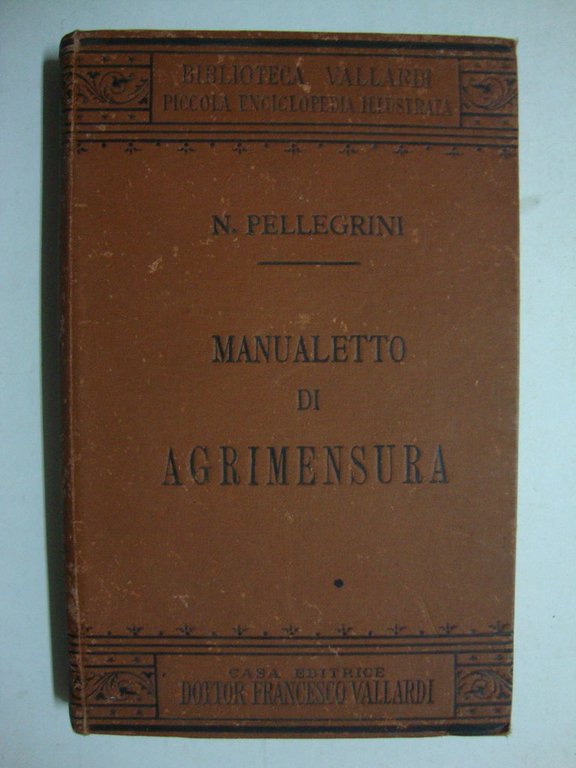 BIBLIOTECA VALLARDI
PICCOLA ENCICLOPEDIA ILLUSTRATA
N. PELLEGRINI
MANUALETTO
DI
AGRIMENSURA
CASA EDITRICE
DOTTOR FRANCESCO VALLARDI